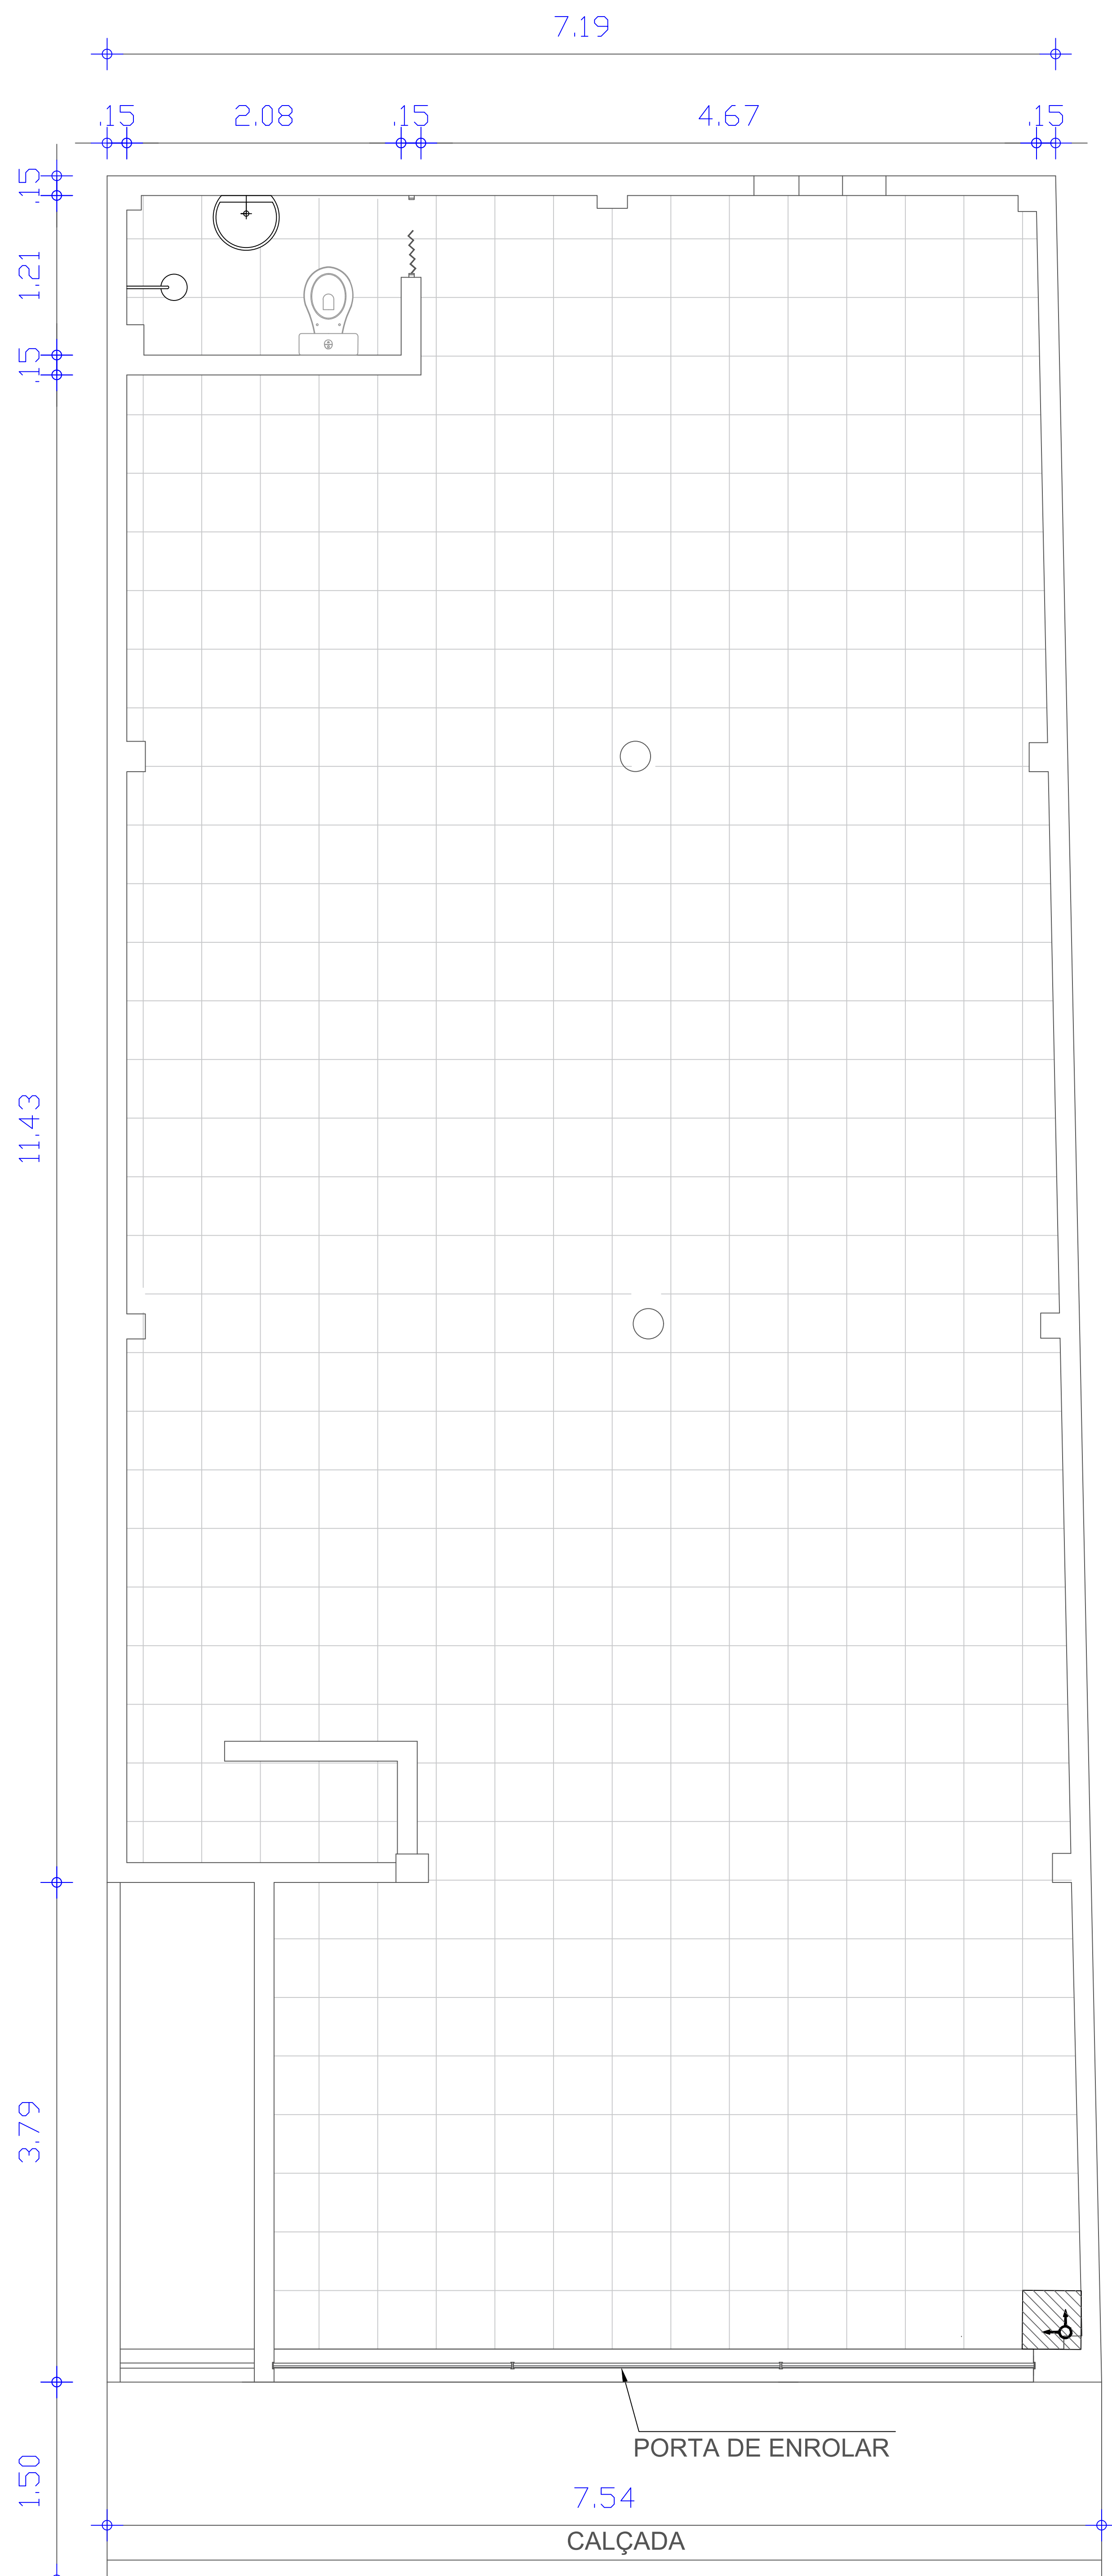 7.19
.15 2.08 .15 4.67 .15
.15
1.21
.15
11.43
3.79
PORTA DE ENROLAR
1.50
7.54
CALÇADA